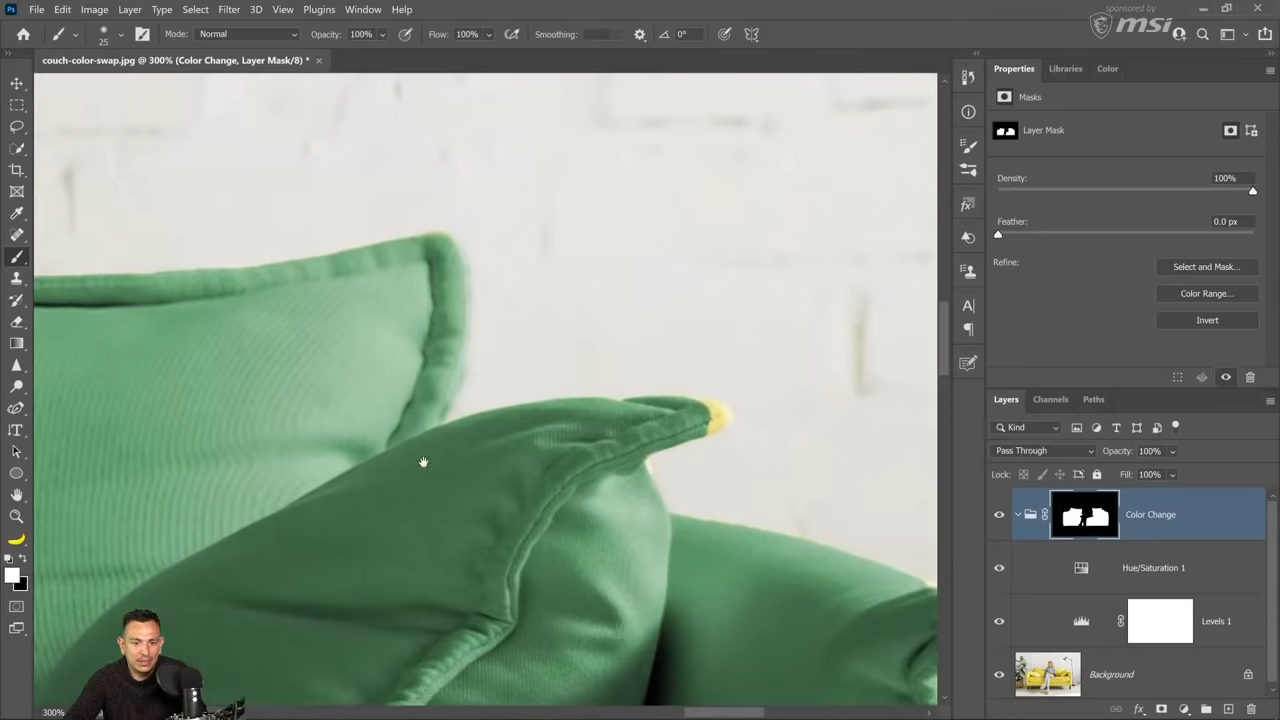 Ps File Edit Image Layer Type Select Filter 3D View Plugins Window Help
sponsored by
msi
25 Mode: Normal Opacity: 100% Flow: 100% Smoothing: 0°
couch-color-swap.jpg @ 300% (Color Change, Layer Mask/8) * ×
Properties Libraries Color
Masks
Layer Mask
Density: 100%
Feather: 0.0 px
Refine: Select and Mask...
Color Range...
Invert
Layers Channels Paths
Kind
Pass Through Opacity: 100%
Lock: Fill: 100%
Color Change
Hue/Saturation 1
Levels 1
Background
300%